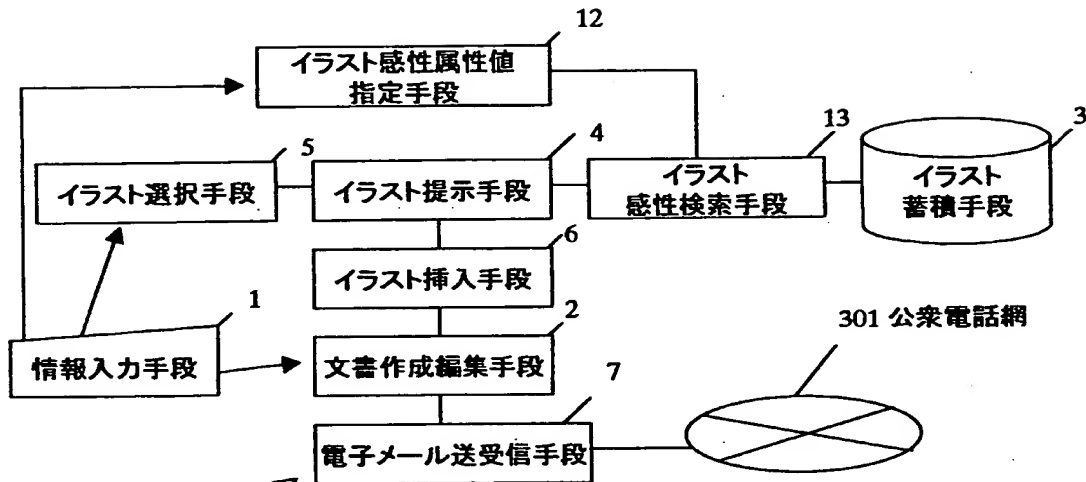 12
イラスト感性属性値
指定手段
5
イラスト選択手段
4
イラスト提示手段
13
イラスト
感性検索手段
3
イラスト
蓄積手段
6
イラスト挿入手段
1
情報入力手段
2
文書作成編集手段
301 公衆電話網
7
電子メール送受信手段